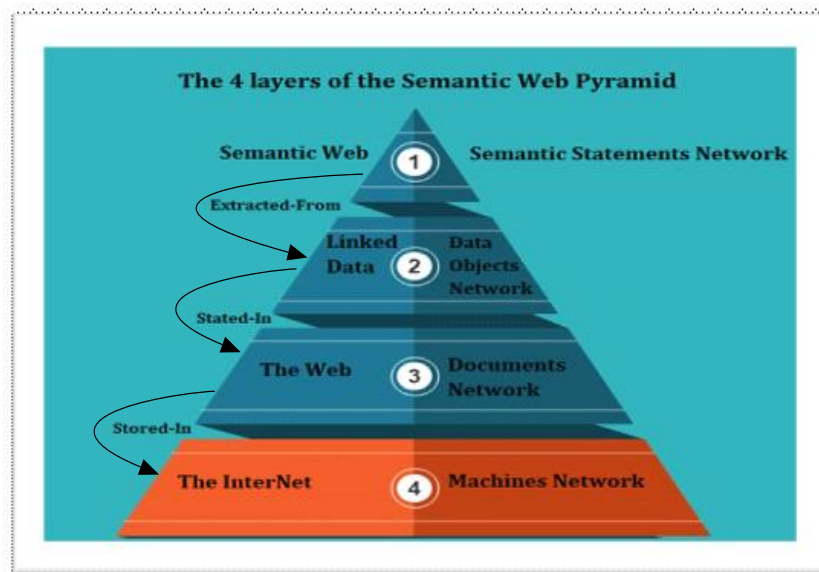 The 4 layers of the Semantic Web Pyramid
Semantic Web
1
Semantic Statements Network
Extracted-From
Linked
Data
2
Data
Objects
Network
Stated-In
The Web
3
Documents
Network
Stored-In
The InterNet
4
Machines Network